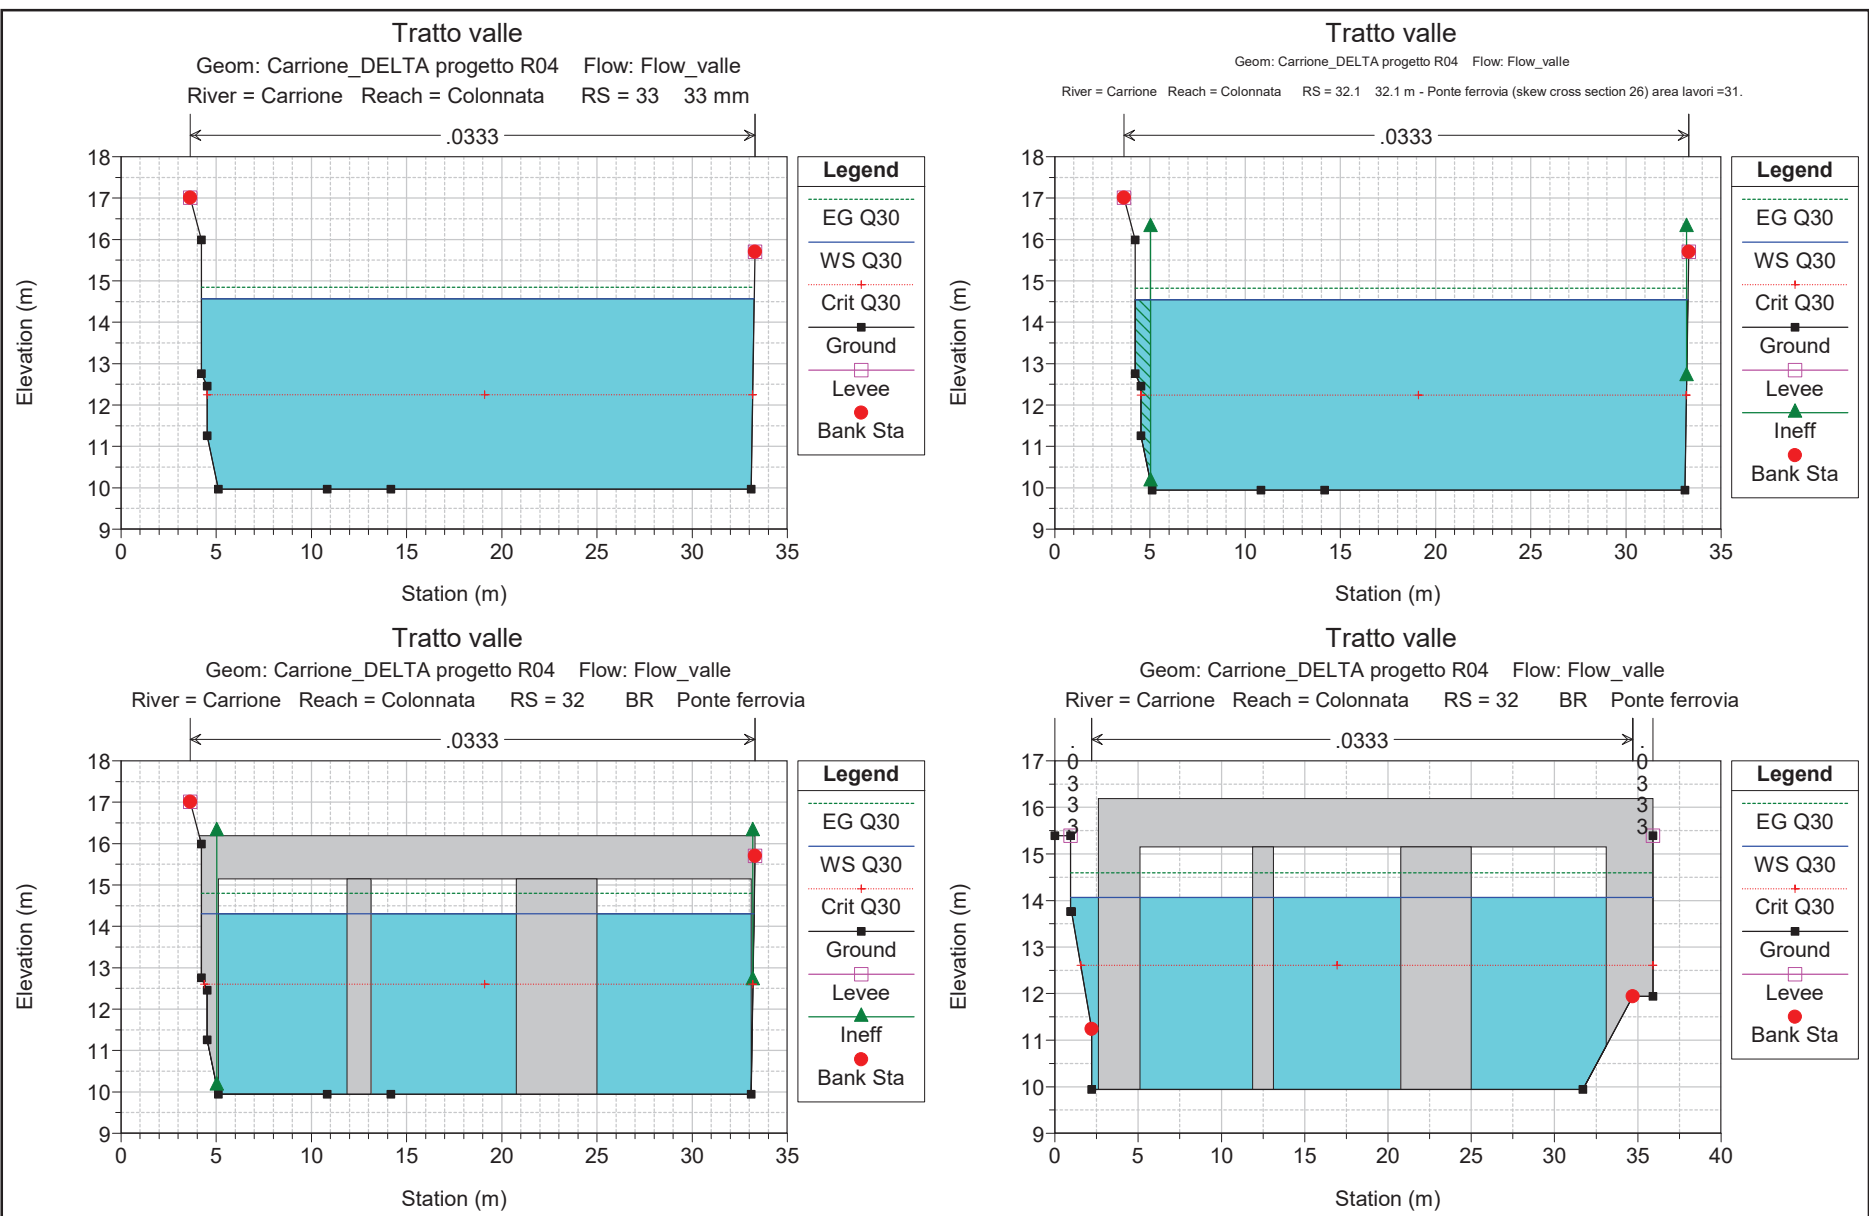 Tratto valle
Geom: Carrione_DELTA progetto R04 Flow: Flow_valle
River = Carrione Reach = Colonnata RS = 33 33 mm
.0333
18
17
16
15
14
13
12
11
10
9
0 5 10 15 20 25 30 35
Station (m)
Elevation (m)
Legend
EG Q30
WS Q30
Crit Q30
Ground
Levee
Bank Sta
Tratto valle
Geom: Carrione_DELTA progetto R04 Flow: Flow_valle
River = Carrione Reach = Colonnata RS = 32.1 32.1 m - Ponte ferrovia (skew cross section 26) area lavori =31.
.0333
18
17
16
15
14
13
12
11
10
9
0 5 10 15 20 25 30 35
Station (m)
Elevation (m)
Legend
EG Q30
WS Q30
Crit Q30
Ground
Levee
Ineff
Bank Sta
Tratto valle
Geom: Carrione_DELTA progetto R04 Flow: Flow_valle
River = Carrione Reach = Colonnata RS = 32 BR Ponte ferrovia
.0333
18
17
16
15
14
13
12
11
10
9
0 5 10 15 20 25 30 35
Station (m)
Elevation (m)
Legend
EG Q30
WS Q30
Crit Q30
Ground
Levee
Ineff
Bank Sta
Tratto valle
Geom: Carrione_DELTA progetto R04 Flow: Flow_valle
River = Carrione Reach = Colonnata RS = 32 BR Ponte ferrovia
.0333
.0333
.0333
17
16
15
14
13
12
11
10
9
0 5 10 15 20 25 30 35 40
Station (m)
Elevation (m)
Legend
EG Q30
WS Q30
Crit Q30
Ground
Levee
Bank Sta